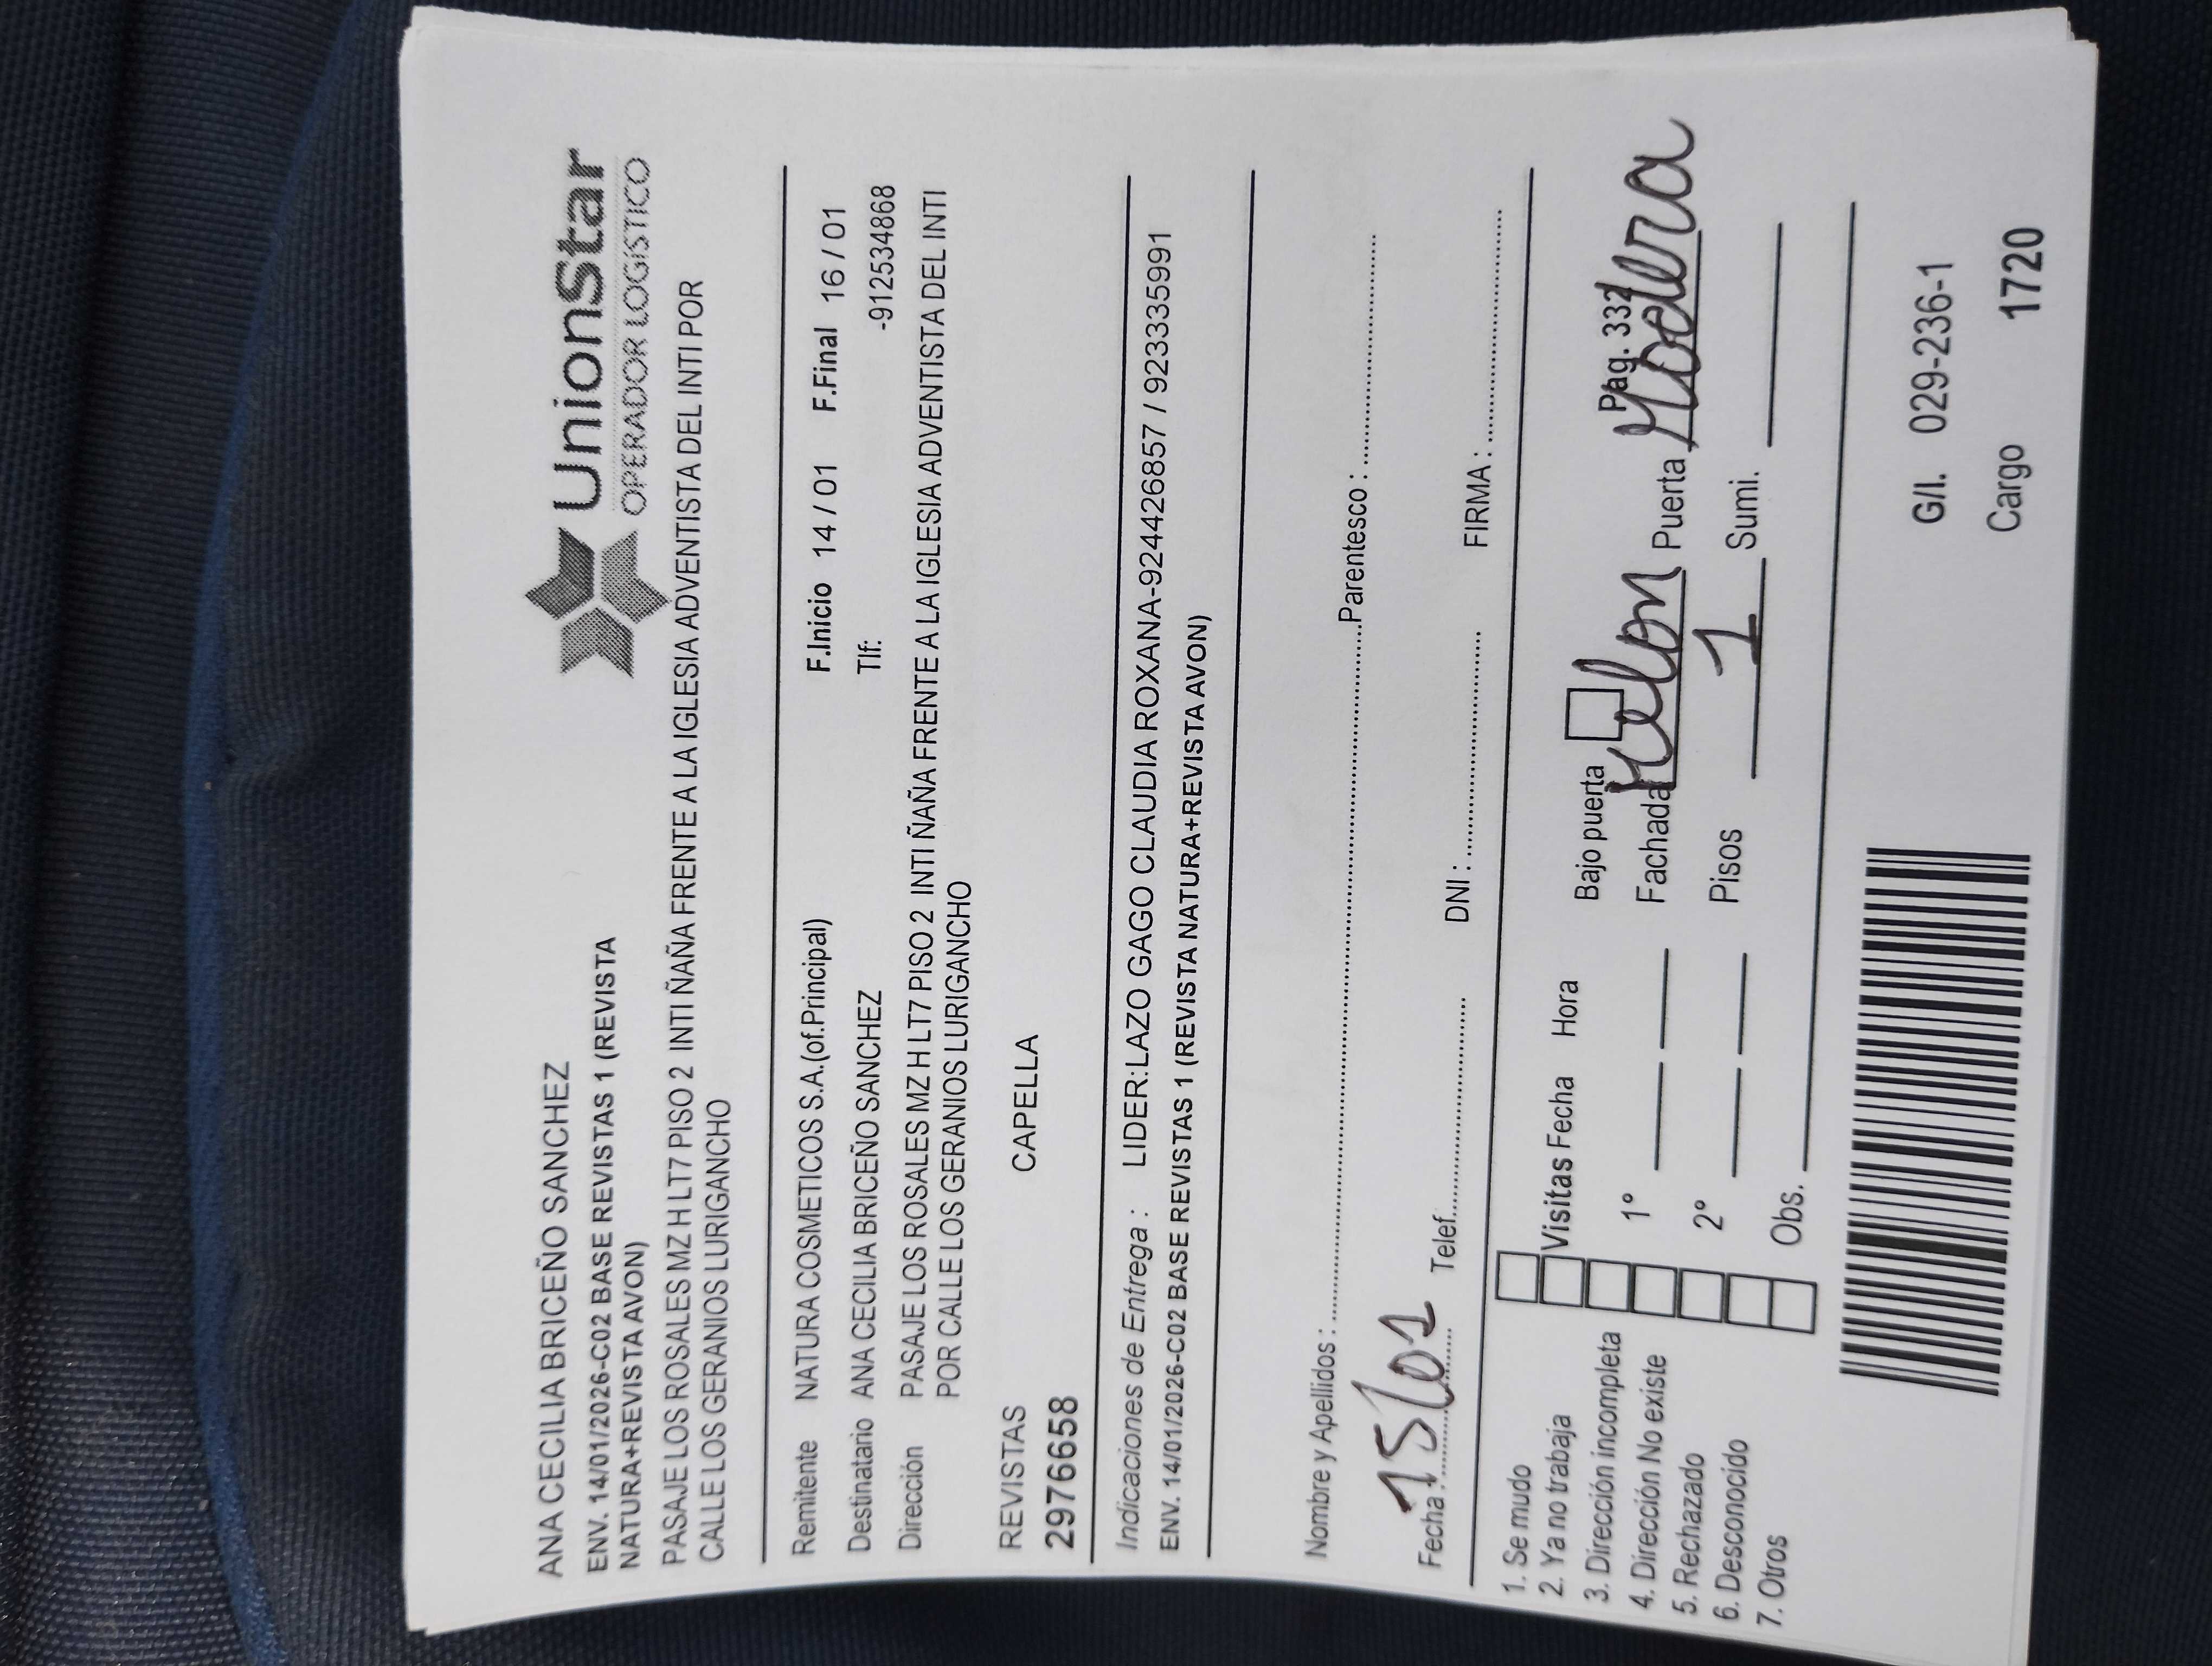 ANA CECILIA BRICEÑO SANCHEZ
ENV. 14/01/2026-C02 BASE REVISTAS 1 (REVISTA
NATURA+REVISTA AVON)
UnionStar
OPERADOR LOGÍSTICO
PASAJE LOS ROSALES MZ H LT7 PISO 2 INTI ÑAÑA FRENTE A LA IGLESIA ADVENTISTA DEL INTI POR
CALLE LOS GERANIOS LURIGANCHO
Remitente NATURA COSMETICOS S.A.(of.Principal) F.Inicio 14 / 01 F.Final 16 / 01
Destinatario ANA CECILIA BRICEÑO SANCHEZ Tlf: -912534868
Dirección PASAJE LOS ROSALES MZ H LT7 PISO 2 INTI ÑAÑA FRENTE A LA IGLESIA ADVENTISTA DEL INTI
POR CALLE LOS GERANIOS LURIGANCHO
REVISTAS CAPELLA
2976658
Indicaciones de Entrega : LIDER:LAZO GAGO CLAUDIA ROXANA-924426857 / 923335991
ENV. 14/01/2026-C02 BASE REVISTAS 1 (REVISTA NATURA+REVISTA AVON)
Nombre y Apellidos : Parentesco :
Fecha : 15/01 Telef. DNI : FIRMA :
1. Se mudo
2. Ya no trabaja
3. Dirección incompleta
4. Dirección No existe
5. Rechazado
6. Desconocido
7. Otros
Visitas Fecha Hora
1º
2º
Obs.
Bajo puerta Pag. 332
Fachada Melon Puerta Madera
Pisos 1 Sumi.
G/I. 029-236-1
Cargo 1720